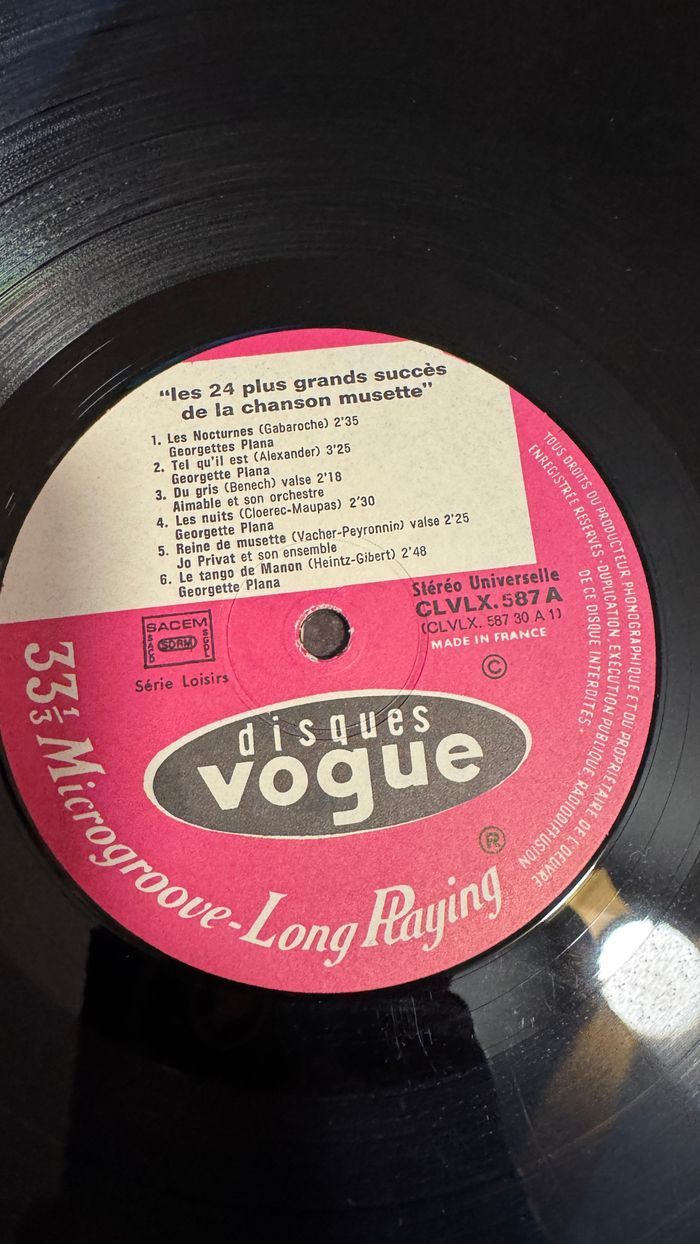 "les 24 plus grands succès
de la chanson musette"
1. Les Nocturnes (Gabaroche) 2'35
Georgettes Plana
2. Tel qu'il est (Alexander) 3'25
Georgette Plana
3. Du gris (Benech) valse 2'18
Aimable et son orchestre
4. Les nuits (Cloerec-Maupas) 2'30
Georgette Plana
5. Reine de musette (Vacher-Peyronnin) valse 2'25
Jo Privat et son ensemble
6. Le tango de Manon (Heintz-Gibert) 2'48
Georgette Plana
SACEM
SACD
SDRM
SGDL
Série Loisirs
Stéréo Universelle
CLVLX. 587 A
(CLVLX. 587 30 A 1)
MADE IN FRANCE
©
disques
vogue
®
33 1/3 Microgroove - Long Playing
TOUS DROITS DU PRODUCTEUR PHONOGRAPHIQUE ET DU PROPRIETAIRE DE L'OEUVRE
ENREGISTRÉE RÉSERVÉS - DUPLICATION, EXÉCUTION PUBLIQUE RADIODIFFUSION
DE CE DISQUE INTERDITES.